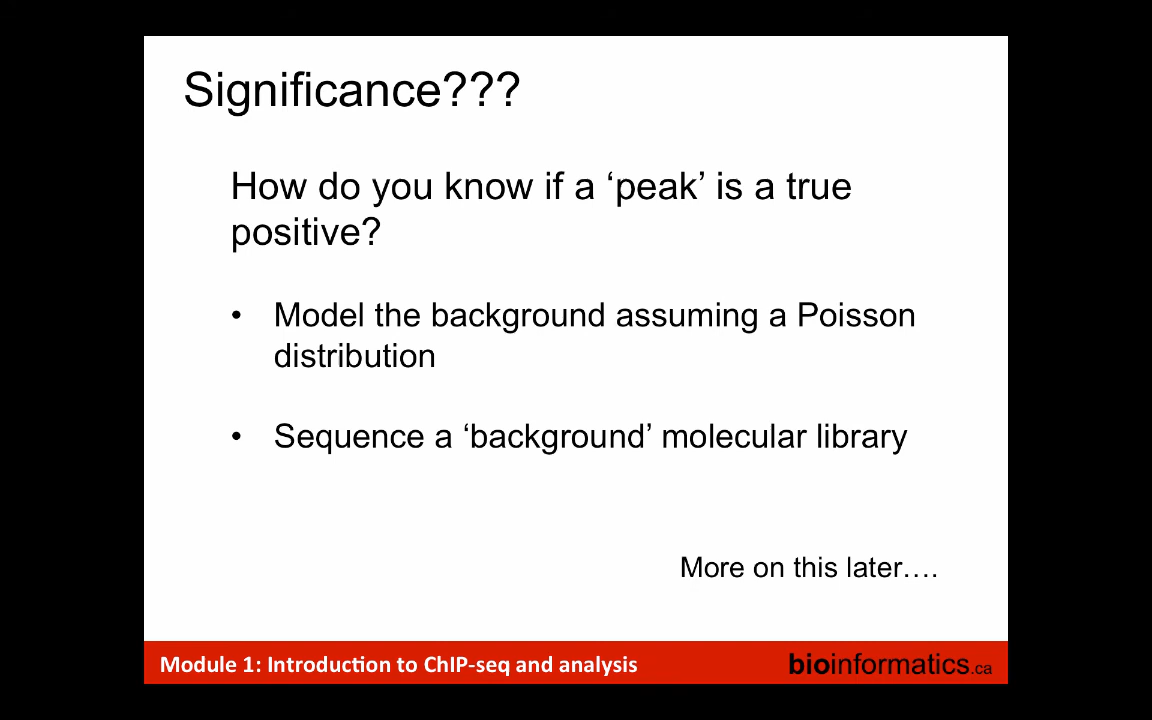 Significance???
How do you know if a ‘peak’ is a true
positive?
• Model the background assuming a Poisson
distribution
• Sequence a ‘background’ molecular library
More on this later….
Module 1: Introduction to ChIP-seq and analysis
bioinformatics.ca